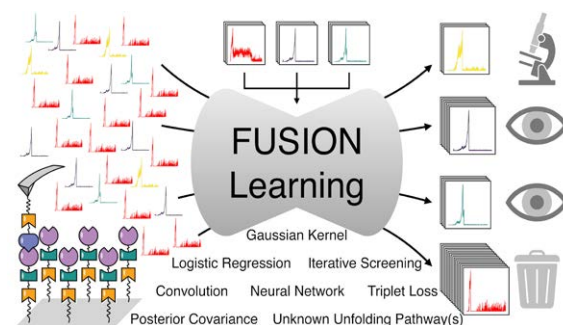 FUSION
Learning
Gaussian Kernel
Logistic Regression Iterative Screening
Convolution Neural Network Triplet Loss
Posterior Covariance Unknown Unfolding Pathway(s)